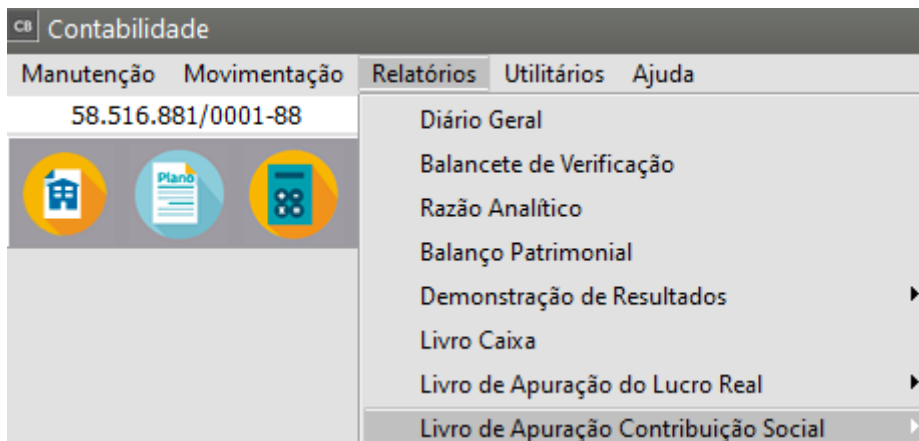 CB Contabilidade
Manutenção Movimentação Relatórios Utilitários Ajuda
58.516.881/0001-88
Plano
Diário Geral
Balancete de Verificação
Razão Analítico
Balanço Patrimonial
Demonstração de Resultados
Livro Caixa
Livro de Apuração do Lucro Real
Livro de Apuração Contribuição Social